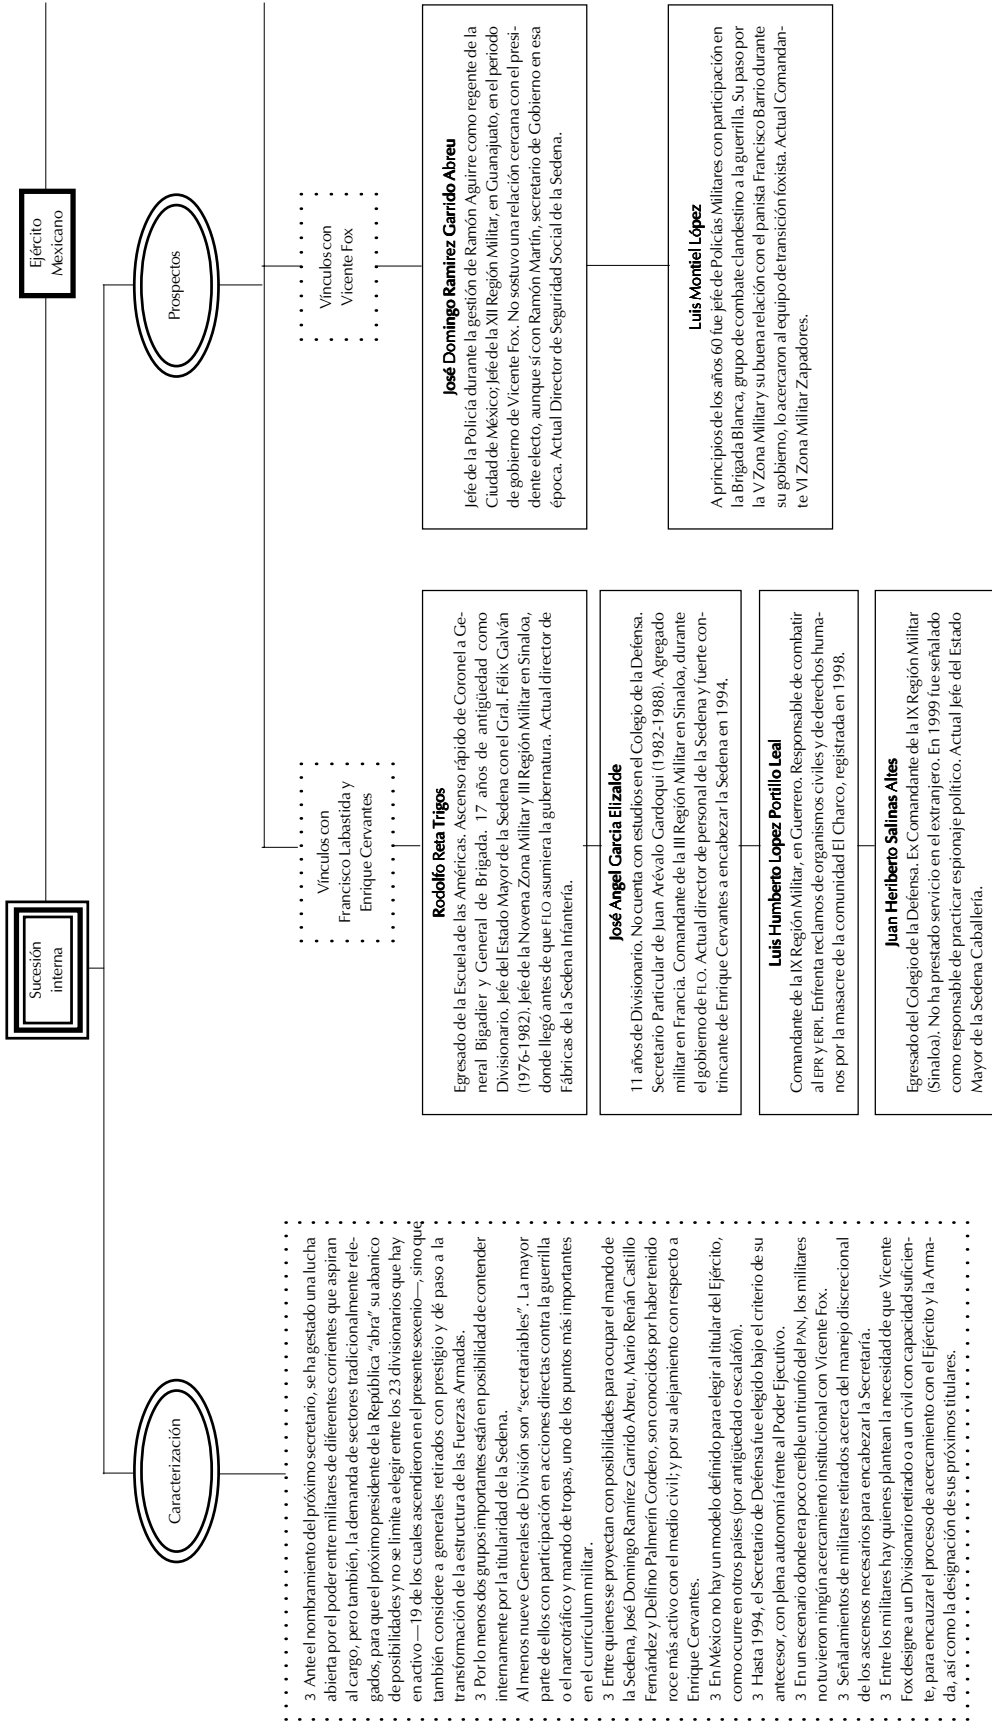 Ejército
Mexicano
Sucesión
interna
Caracterización
3 Ante el nombramiento del próximo secretario, se ha gestado una lucha
abierta por el poder entre militares de diferentes corrientes que aspiran
al cargo, pero también, la demanda de sectores tradicionalmente rele-
gados, para que el próximo presidente de la República “abra” su abanico
de posibilidades y no se limite a elegir entre los 23 divisionarios que hay
en activo—19 de los cuales ascendieron en el presente sexenio—, sino que
también considere a generales retirados con prestigio y dé paso a la
transformación de la estructura de las Fuerzas Armadas.
3 Por lo menos dos grupos importantes están en posibilidad de contender
internamente por la titularidad de la Sedena.
Al menos nueve Generales de División son “secretariables”. La mayor
parte de ellos con participación en acciones directas contra la guerrilla
o el narcotráfico y mando de tropas, uno de los puntos más importantes
en el currículum militar.
3 Entre quienes se proyectan con posibilidades para ocupar el mando de
la Sedena, José Domingo Ramírez Garrido Abreu, Mario Renán Castillo
Fernández y Delfino Palmerín Cordero, son conocidos por haber tenido
roce más activo con el medio civil; y por su alejamiento con respecto a
Enrique Cervantes.
3 En México no hay un modelo definido para elegir al titular del Ejército,
como ocurre en otros países (por antigüedad o escalafón).
3 Hasta 1994, el Secretario de Defensa fue elegido bajo el criterio de su
antecesor, con plena autonomía frente al Poder Ejecutivo.
3 En un escenario donde era poco creíble un triunfo del PAN, los militares
no tuvieron ningún acercamiento institucional con Vicente Fox.
3 Señalamientos de militares retirados acerca del manejo discrecional
de los ascensos necesarios para encabezar la Secretaría.
3 Entre los militares hay quienes plantean la necesidad de que Vicente
Fox designe a un Divisionario retirado o a un civil con capacidad suficien-
te, para encauzar el proceso de acercamiento con el Ejército y la Arma-
da, así como la designación de sus próximos titulares.
Prospectos
Vínculos con
Francisco Labastida y
Enrique Cervantes
Rodolfo Reta Trigos
Egresado de la Escuela de las Américas. Ascenso rápido de Coronel a Ge-
neral Bigadier y General de Brigada. 17 años de antigüedad como
Divisionario. Jefe del Estado Mayor de la Sedena con el Gral. Félix Galván
(1976-1982). Jefe de la Novena Zona Militar y III Región Militar en Sinaloa,
donde llegó antes de que FLO asumiera la gubernatura. Actual director de
Fábricas de la Sedena Infantería.
José Angel García Elizalde
11 años de Divisionario. No cuenta con estudios en el Colegio de la Defensa.
Secretario Particular de Juan Arévalo Gardoqui (1982-1988). Agregado
militar en Francia. Comandante de la III Región Militar en Sinaloa, durante
el gobierno de FLO. Actual director de personal de la Sedena y fuerte con-
trincante de Enrique Cervantes a encabezar la Sedena en 1994.
Luis Humberto Lopez Portillo Leal
Comandante de la IX Región Militar, en Guerrero. Responsable de combatir
al EPR y ERPI. Enfrenta reclamos de organismos civiles y de derechos huma-
nos por la masacre de la comunidad El Charco, registrada en 1998.
Juan Heriberto Salinas Altes
Egresado del Colegio de la Defensa. Ex Comandante de la IX Región Militar
(Sinaloa). No ha prestado servicio en el extranjero. En 1999 fue señalado
como responsable de practicar espionaje político. Actual Jefe del Estado
Mayor de la Sedena Caballería.
Vínculos con
Vicente Fox
José Domingo Ramirez Garrido Abreu
Jefe de la Policía durante la gestión de Ramón Aguirre como regente de la
Ciudad de México; Jefe de la XII Región Militar, en Guanajuato, en el periodo
de gobierno de Vicente Fox. No sostuvo una relación cercana con el presi-
dente electo, aunque sí con Ramón Martín, secretario de Gobierno en esa
época. Actual Director de Seguridad Social de la Sedena.
Luis Montiel López
A principios de los años 60 fue jefe de Policías Militares con participación en
la Brigada Blanca, grupo de combate clandestino a la guerrilla. Su paso por
la V Zona Militar y su buena relación con el panista Francisco Barrio durante
su gobierno, lo acercaron al equipo de transición foxista. Actual Comandan-
te VI Zona Militar Zapadores.